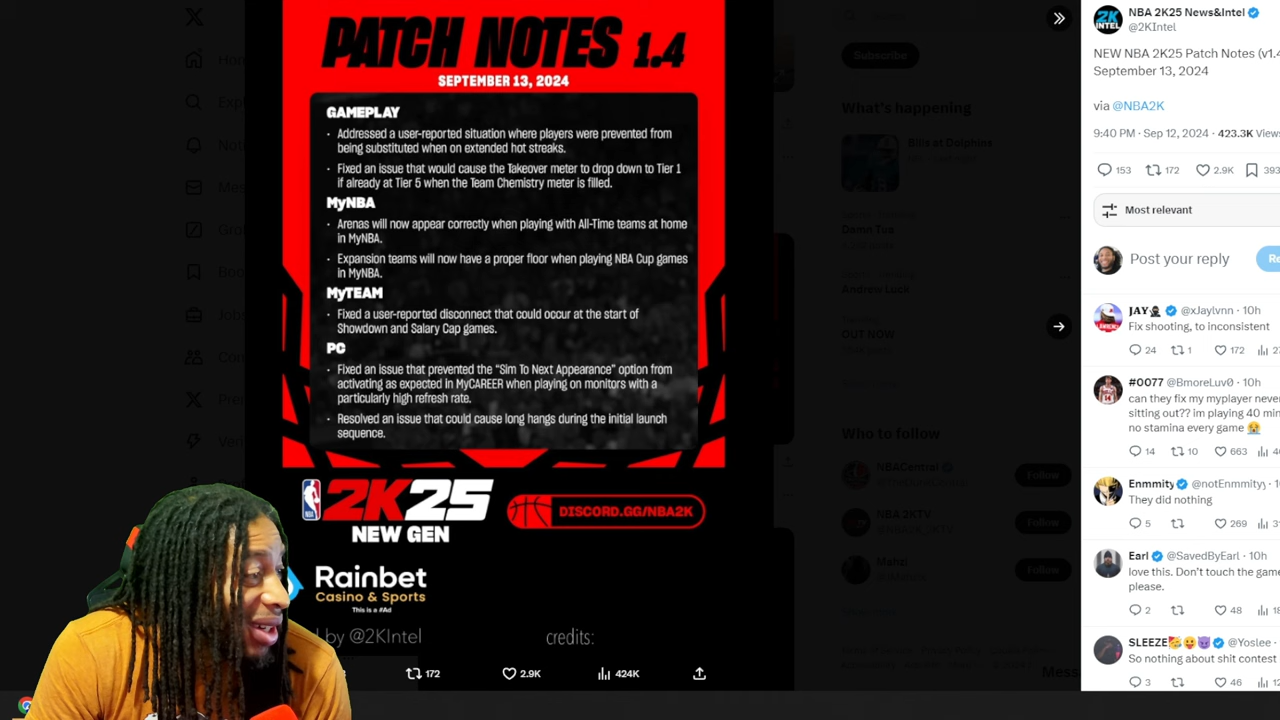 PATCH NOTES 1.4
SEPTEMBER 13, 2024
GAMEPLAY
· Addressed a user-reported situation where players were prevented from
being substituted when on extended hot streaks.
· Fixed an issue that would cause the Takeover meter to drop down to Tier 1
if already at Tier 5 when the Team Chemistry meter is filled.
MyNBA
· Arenas will now appear correctly when playing with All-Time teams at home
in MyNBA.
· Expansion teams will now have a proper floor when playing NBA Cup games
in MyNBA.
MyTEAM
· Fixed a user-reported disconnect that could occur at the start of
Showdown and Salary Cap games.
PC
· Fixed an issue that prevented the "Sim To Next Appearance" option from
activating as expected in MyCAREER when playing on monitors with a
particularly high refresh rate.
· Resolved an issue that could cause long hangs during the initial launch
sequence.
NBA 2K25
NEW GEN
DISCORD.GG/NBA2K
Rainbet
Casino & Sports
This is a #Ad
by @2KIntel
credits:
172
2.9K
424K
Subscribe
What's happening
Bills at Dolphins
Damn Tua
Andrew Luck
OUT NOW
Who to follow
NBACentral
Follow
NBA 2KTV
Follow
Follow
2K INTEL
NBA 2K25 News&Intel
@2KIntel
NEW NBA 2K25 Patch Notes (v1.4
September 13, 2024
via @NBA2K
9:40 PM · Sep 12, 2024 · 423.3K Views
153 172 2.9K 393
Most relevant
Post your reply
Re
JAY @xJaylvnn · 10h
Fix shooting, to inconsistent
24 1 172 27
#0077 @BmoreLuv0 · 10h
can they fix my myplayer never
sitting out?? im playing 40 min
no stamina every game
14 10 663
Enmmity @notEnmmityy
They did nothing
5 269
Earl @SavedByEarl · 10h
love this. Don't touch the game
please.
2 48 18
SLEEZE @Yoslee
So nothing about shit contest
3 46